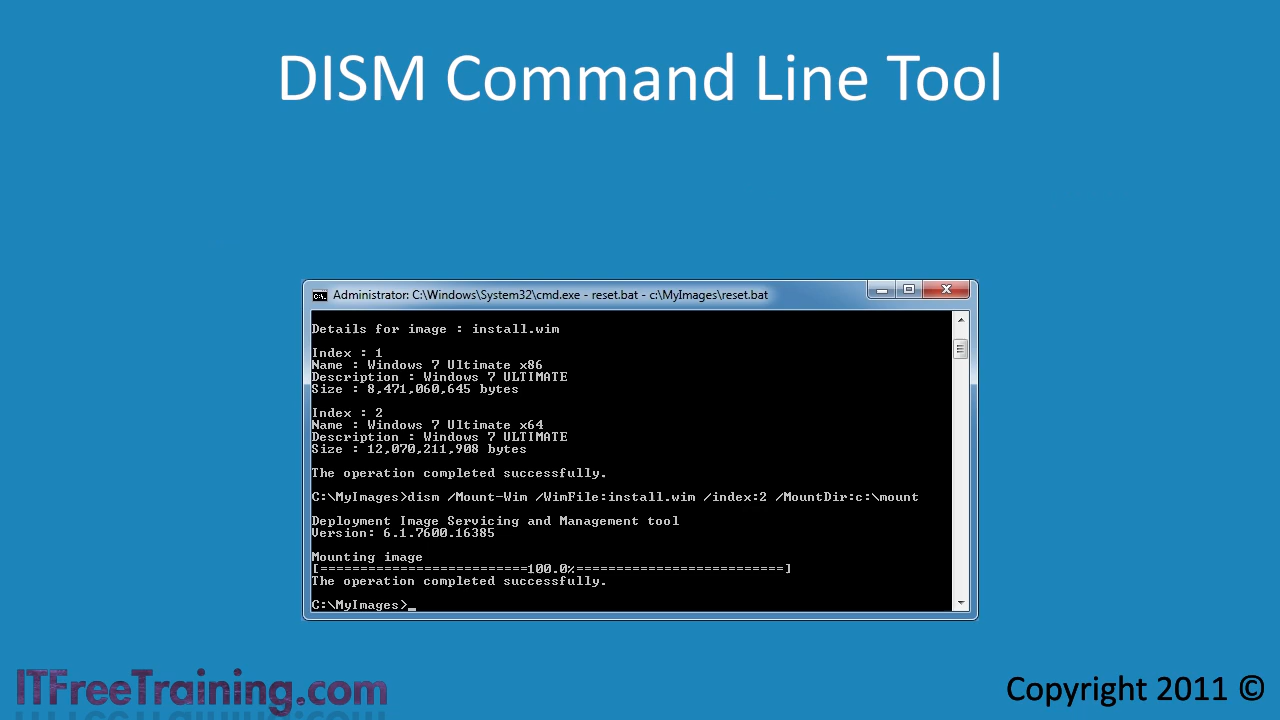 DISM Command Line Tool
Administrator: C:\Windows\System32\cmd.exe - reset.bat - c:\MyImages\reset.bat
Details for image : install.wim
Index : 1
Name : Windows 7 Ultimate x86
Description : Windows 7 ULTIMATE
Size : 8,471,060,645 bytes
Index : 2
Name : Windows 7 Ultimate x64
Description : Windows 7 ULTIMATE
Size : 12,070,211,908 bytes
The operation completed successfully.
C:\MyImages>dism /Mount-Wim /WimFile:install.wim /index:2 /MountDir:c:\mount
Deployment Image Servicing and Management tool
Version: 6.1.7600.16385
Mounting image
[==========================100.0%==========================]
The operation completed successfully.
C:\MyImages>_
ITFreeTraining.com
Copyright 2011 ©